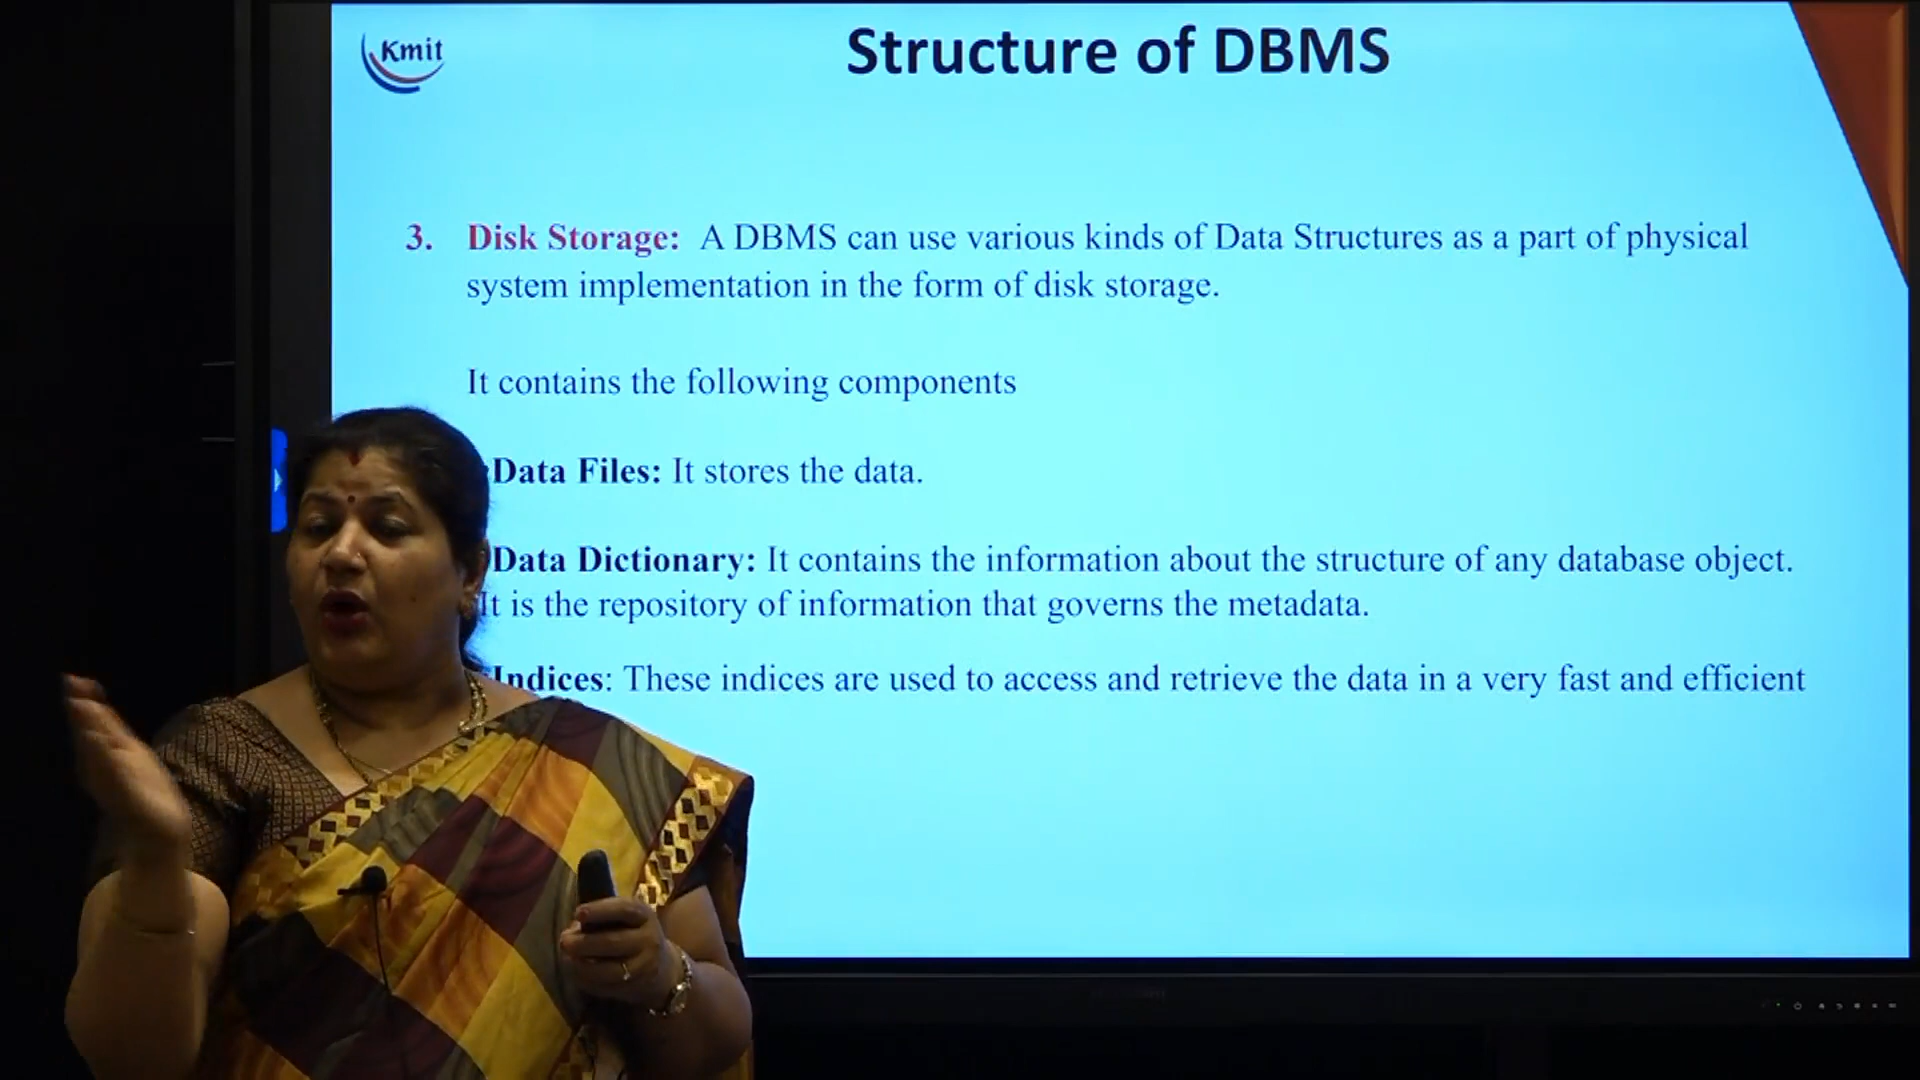 Kmit
Structure of DBMS
3. Disk Storage: A DBMS can use various kinds of Data Structures as a part of physical
system implementation in the form of disk storage.
It contains the following components
Data Files: It stores the data.
Data Dictionary: It contains the information about the structure of any database object.
It is the repository of information that governs the metadata.
Indices: These indices are used to access and retrieve the data in a very fast and efficient